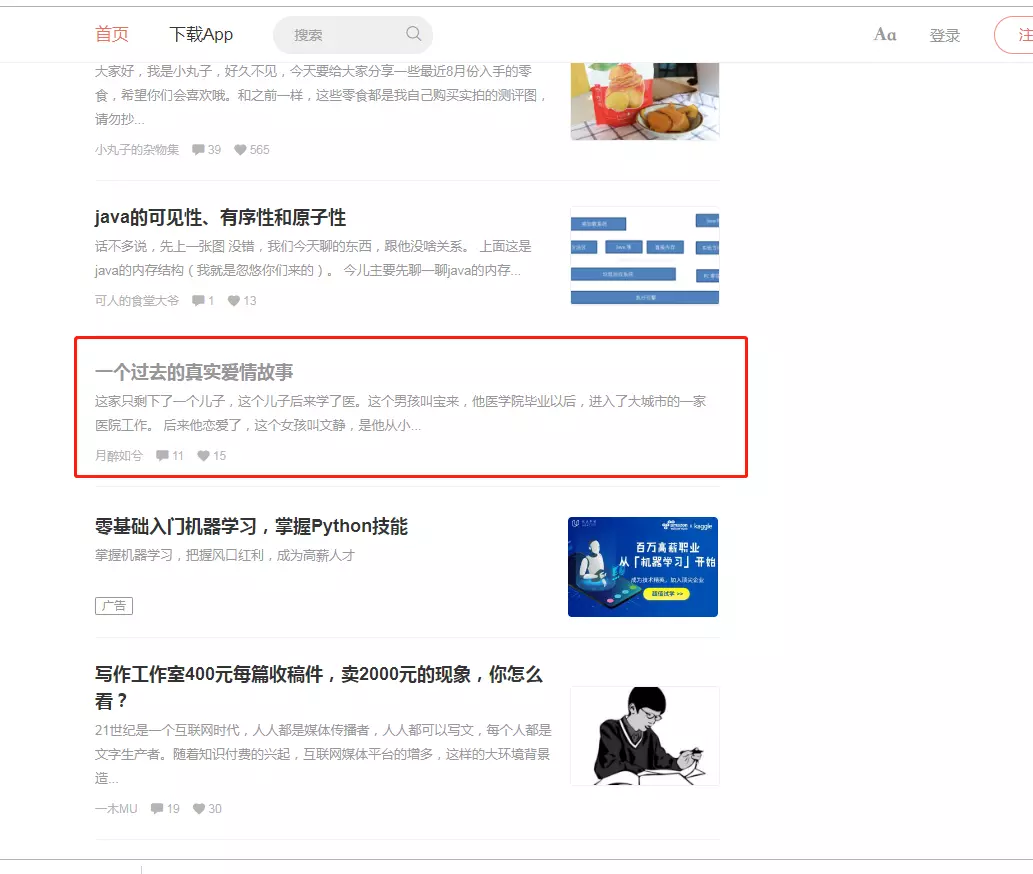 首页
下载App
搜索
Aa
登录
注
大家好，我是小丸子，好久不见，今天要给大家分享一些最近8月份入手的零
食，希望你们会喜欢哦。和之前一样，这些零食都是我自己购买实拍的测评图，
请勿抄...
小丸子的杂物集 39 565
java的可见性、有序性和原子性
话不多说，先上一张图 没错，我们今天聊的东西，跟他没啥关系。 上面这是
java的内存结构（我就是忽悠你们来的）。 今儿主要先聊一聊java的内存...
可人的食堂大爷 1 13
一个过去的真实爱情故事
这家只剩下了一个儿子，这个儿子后来学了医。这个男孩叫宝来，他医学院毕业以后，进入了大城市的一家
医院工作。 后来他恋爱了，这个女孩叫文静，是他从小...
月醉如兮 11 15
零基础入门机器学习，掌握Python技能
掌握机器学习，把握风口红利，成为高薪人才
广告
kaggle
百万高薪职业
从「机器学习」开始
成为技术精英，加入顶尖企业
超值试学 >>
写作工作室400元每篇收稿件，卖2000元的现象，你怎么
看？
21世纪是一个互联网时代，人人都是媒体传播者，人人都可以写文，每个人都是
文字生产者。随着知识付费的兴起，互联网媒体平台的增多，这样的大环境背景
造...
一木MU 19 30